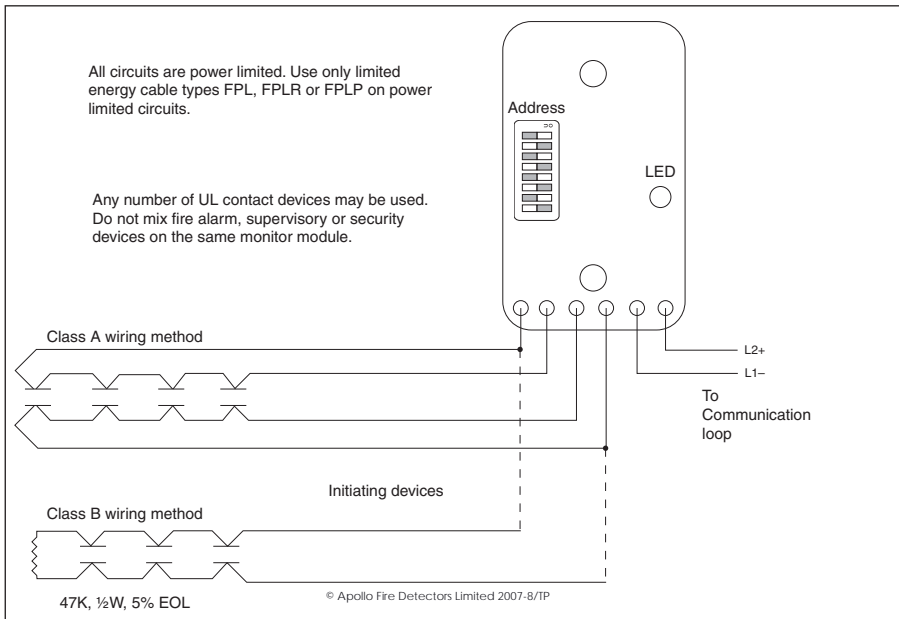 All circuits are power limited. Use only limited
energy cable types FPL, FPLR or FPLP on power
limited circuits.
Address
ON
LED
Any number of UL contact devices may be used.
Do not mix fire alarm, supervisory or security
devices on the same monitor module.
Class A wiring method
L2+
L1–
To
Communication
loop
Initiating devices
Class B wiring method
47K, ½W, 5% EOL
© Apollo Fire Detectors Limited 2007-8/TP